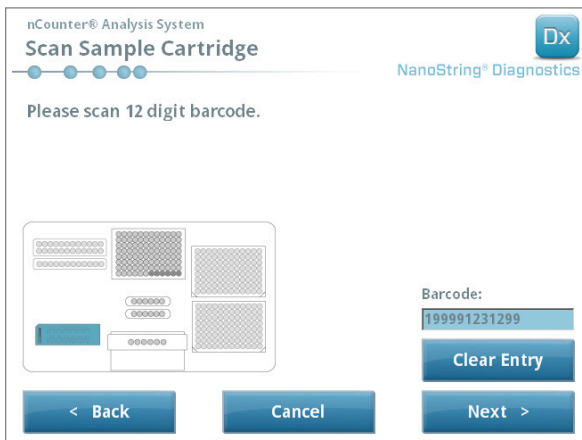 nCounter® Analysis System
Scan Sample Cartridge
Dx
NanoString® Diagnostics
Please scan 12 digit barcode.
Barcode:
199991231299
Clear Entry
< Back
Cancel
Next >